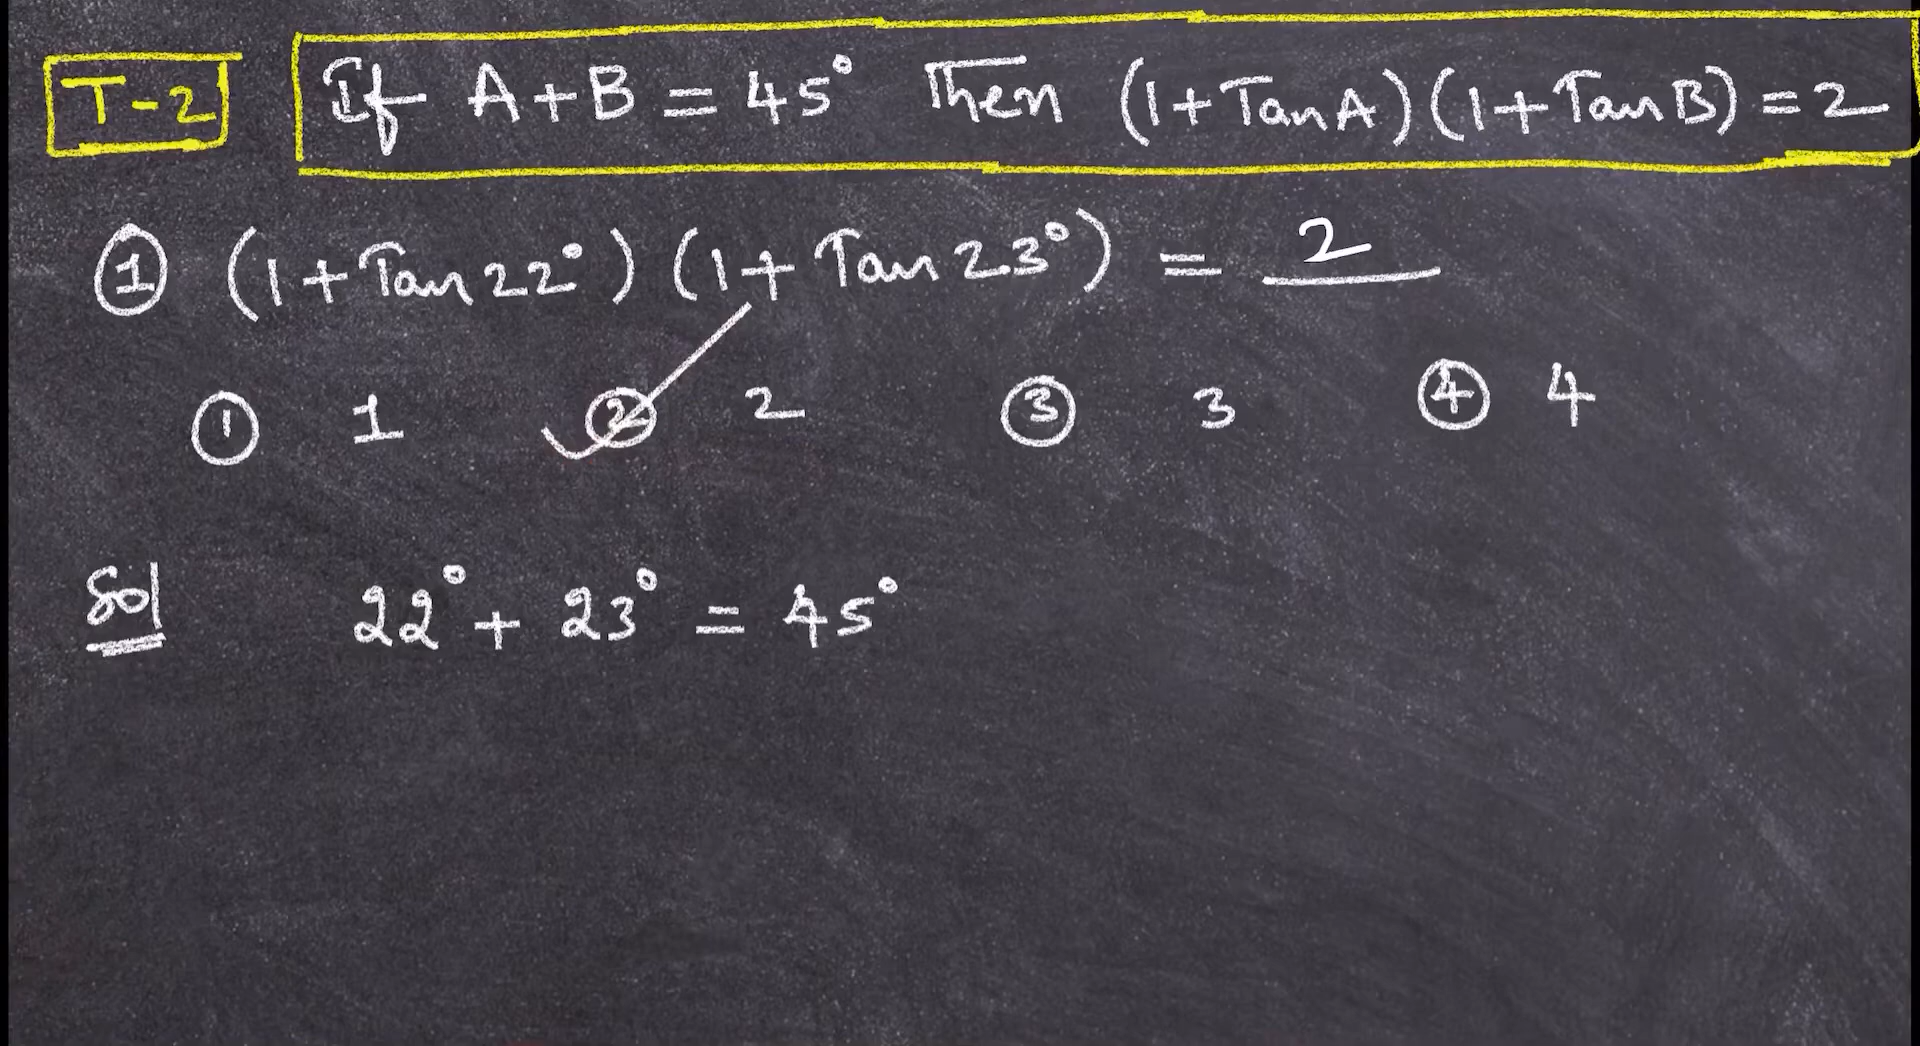 T-2 If A+B = 45° Then (1+TanA)(1+TanB)=2
① (1+Tan22°)(1+Tan23°) = 2
① 1 ② 2 ③ 3 ④ 4
Sol 22° + 23° = 45°